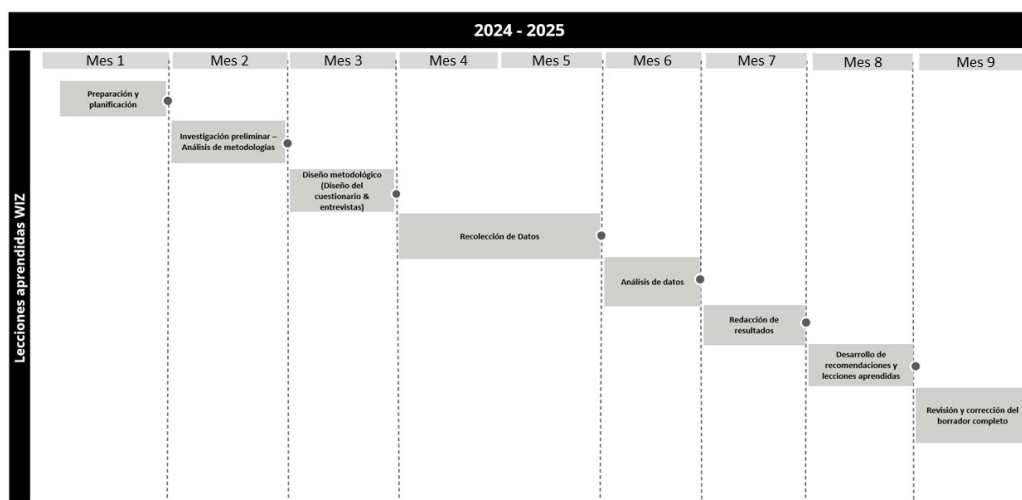 2024 - 2025
Mes 1
Mes 2
Mes 3
Mes 4
Mes 5
Mes 6
Mes 7
Mes 8
Mes 9
Lecciones aprendidas WIZ
Preparación y
planificación
Investigación preliminar –
Análisis de metodologías
Diseño metodológico
(Diseño del
cuestionario &
entrevistas)
Recolección de Datos
Análisis de datos
Redacción de
resultados
Desarrollo de
recomendaciones y
lecciones aprendidas
Revisión y corrección del
borrador completo